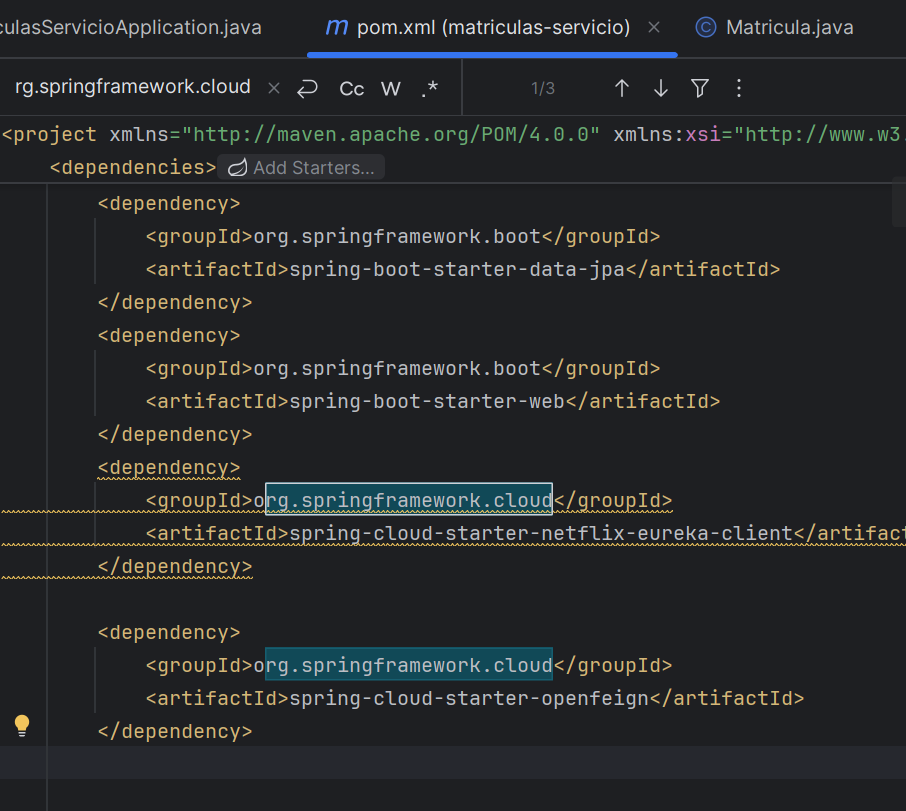 culasServicioApplication.java
m pom.xml (matriculas-servicio)
© Matricula.java
rg.springframework.cloud
Cc W .*
1/3
<project xmlns="http://maven.apache.org/POM/4.0.0" xmlns:xsi="http://www.w3.
<dependencies> Add Starters...
<dependency>
<groupId>org.springframework.boot</groupId>
<artifactId>spring-boot-starter-data-jpa</artifactId>
</dependency>
<dependency>
<groupId>org.springframework.boot</groupId>
<artifactId>spring-boot-starter-web</artifactId>
</dependency>
<dependency>
<groupId>org.springframework.cloud</groupId>
<artifactId>spring-cloud-starter-netflix-eureka-client</artifact
</dependency>
<dependency>
<groupId>org.springframework.cloud</groupId>
<artifactId>spring-cloud-starter-openfeign</artifactId>
</dependency>